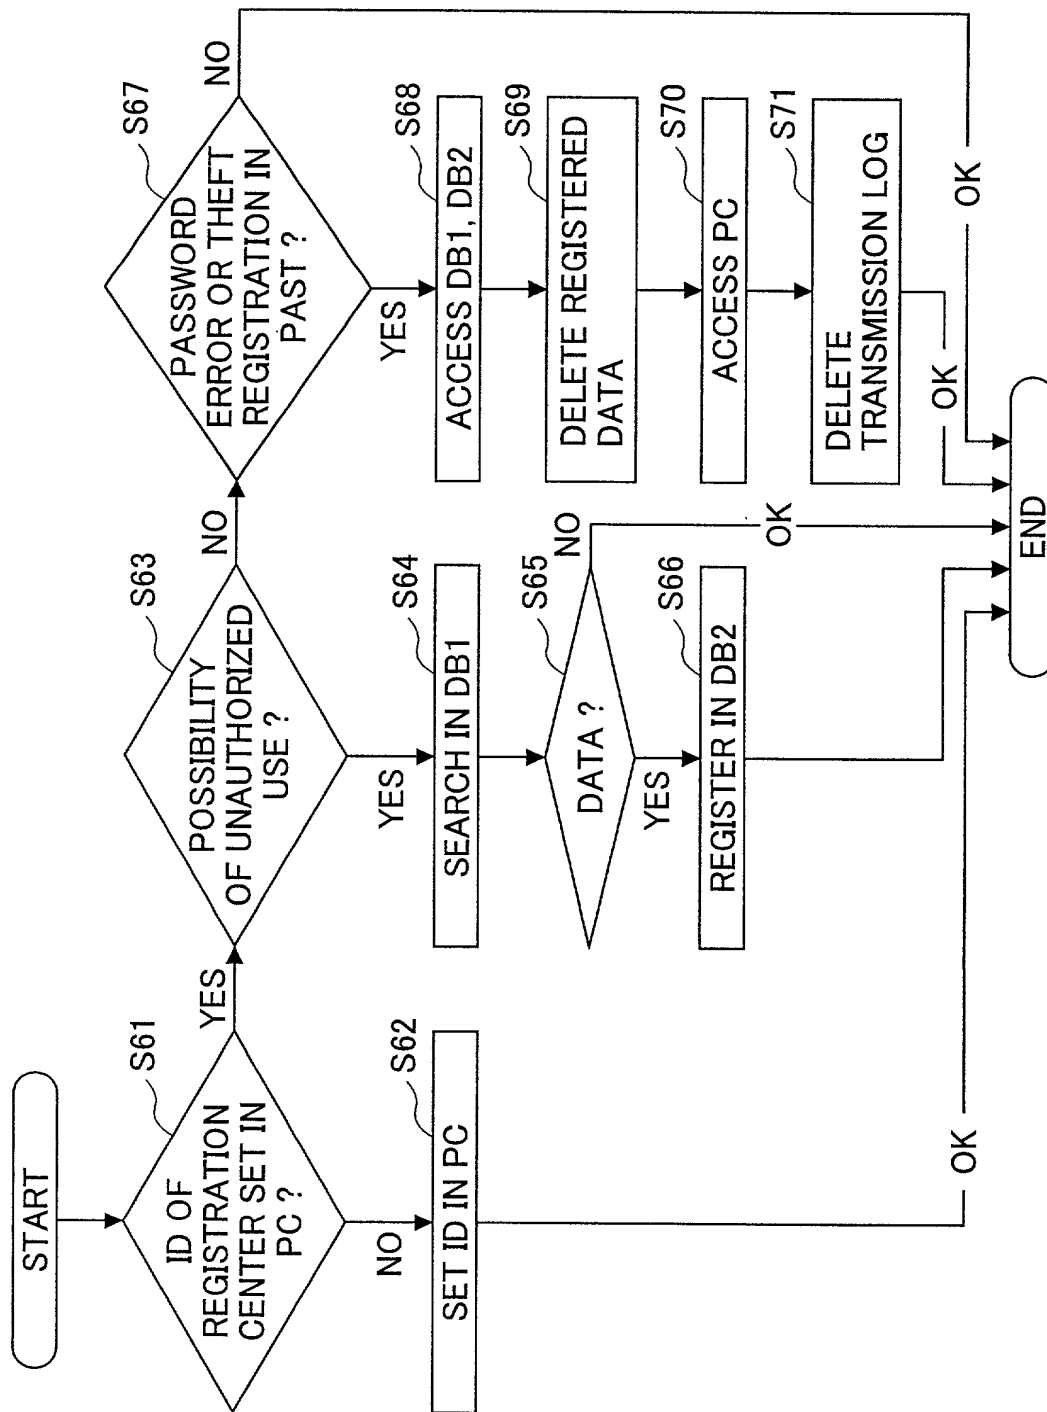 START
S61
ID OF
REGISTRATION
CENTER SET IN
PC ?
YES
NO
S62
SET ID IN PC
OK
S63
POSSIBILITY
OF UNAUTHORIZED
USE ?
NO
YES
S64
SEARCH IN DB1
S65
DATA ?
NO
OK
YES
S66
REGISTER IN DB2
S67
PASSWORD
ERROR OR THEFT
REGISTRATION IN
PAST ?
NO
YES
S68
ACCESS DB1, DB2
S69
DELETE REGISTERED
DATA
S70
ACCESS PC
S71
DELETE
TRANSMISSION LOG
OK
OK
END